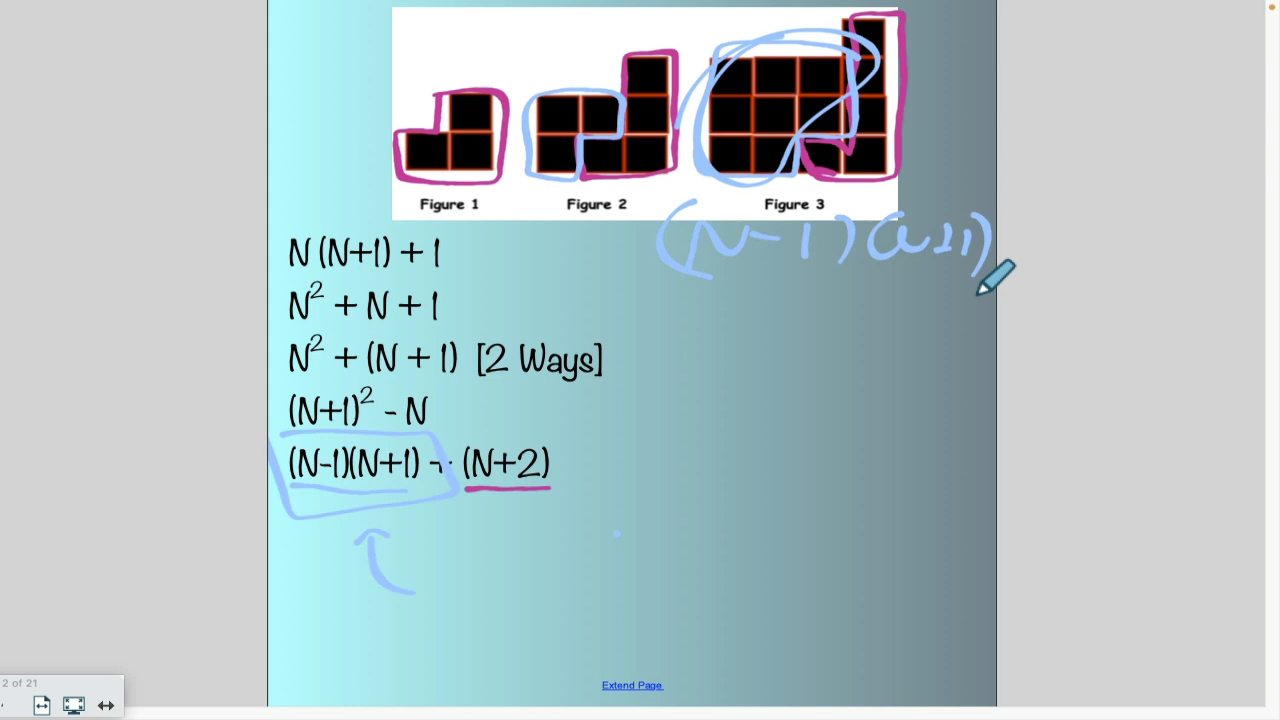 Figure 1 Figure 2 Figure 3
(N-1)(N+1)
N (N+1) + 1
N² + N + 1
N² + (N + 1) [2 Ways]
(N+1)² - N
(N-1)(N+1) + (N+2)
Extend Page
2 of 21